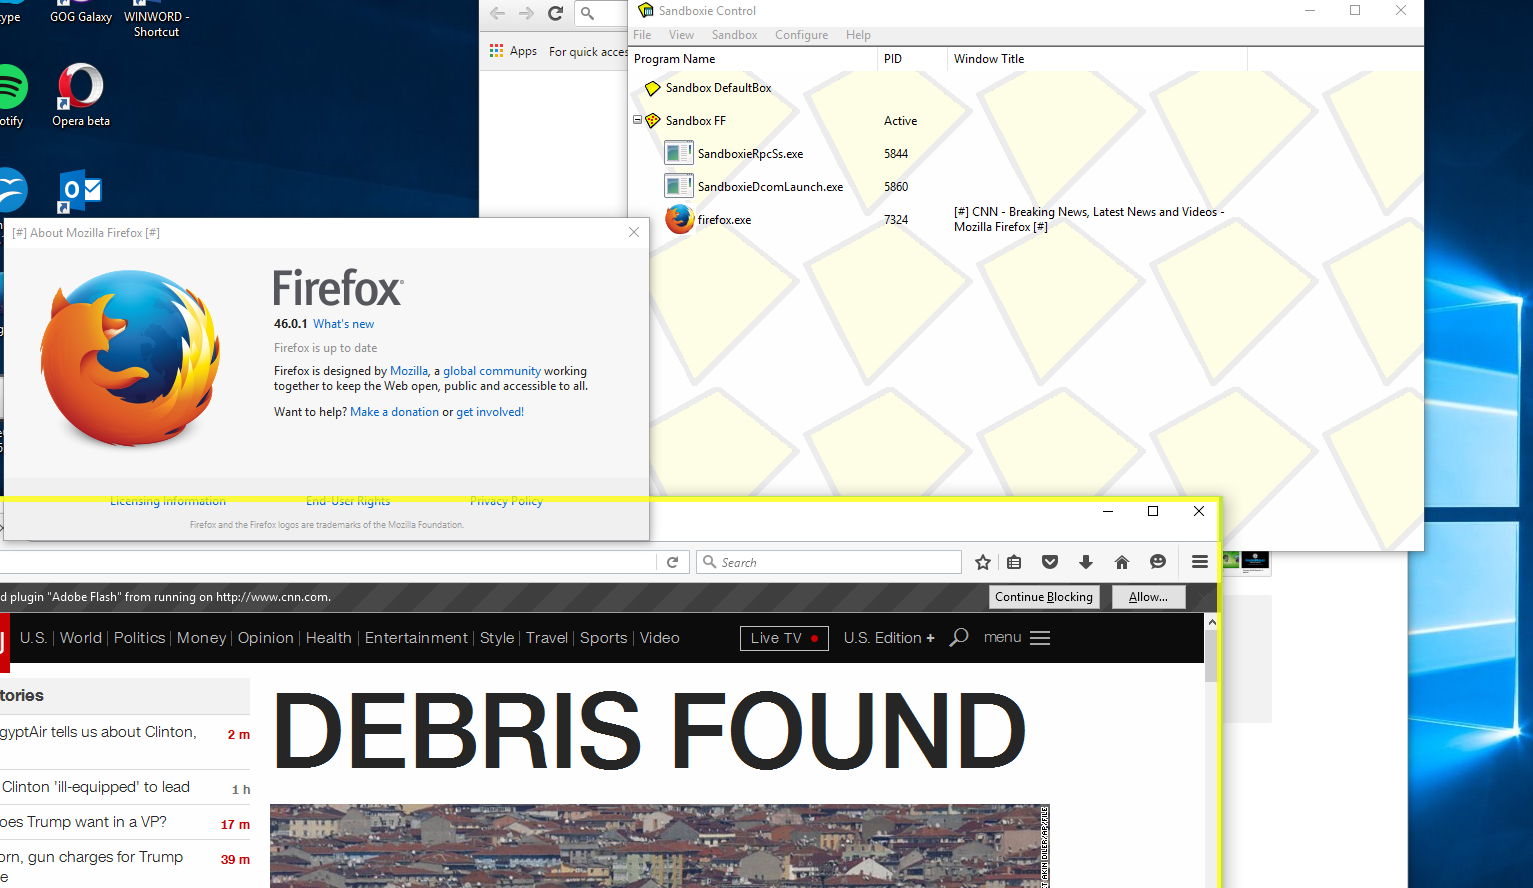 ype
GOG Galaxy
WINWORD -
Shortcut
otify
Opera beta
Apps
For quick acces
Sandboxie Control
File View Sandbox Configure Help
Program Name PID Window Title
Sandbox DefaultBox
Sandbox FF Active
SandboxieRpcSs.exe 5844
SandboxieDcomLaunch.exe 5860
firefox.exe 7324 [#] CNN - Breaking News, Latest News and Videos -
Mozilla Firefox [#]
[#] About Mozilla Firefox [#]
Firefox
46.0.1 What's new
Firefox is up to date
Firefox is designed by Mozilla, a global community working
together to keep the Web open, public and accessible to all.
Want to help? Make a donation or get involved!
Licensing Information End-User Rights Privacy Policy
Firefox and the Firefox logos are trademarks of the Mozilla Foundation.
Search
d plugin "Adobe Flash" from running on http://www.cnn.com.
Continue Blocking Allow...
U.S. World Politics Money Opinion Health Entertainment Style Travel Sports Video
Live TV U.S. Edition + menu
tories
gyptAir tells us about Clinton, 2 m
Clinton 'ill-equipped' to lead 1 h
oes Trump want in a VP? 17 m
orn, gun charges for Trump 39 m
e
DEBRIS FOUND
AKIN DILER/AP/FILE